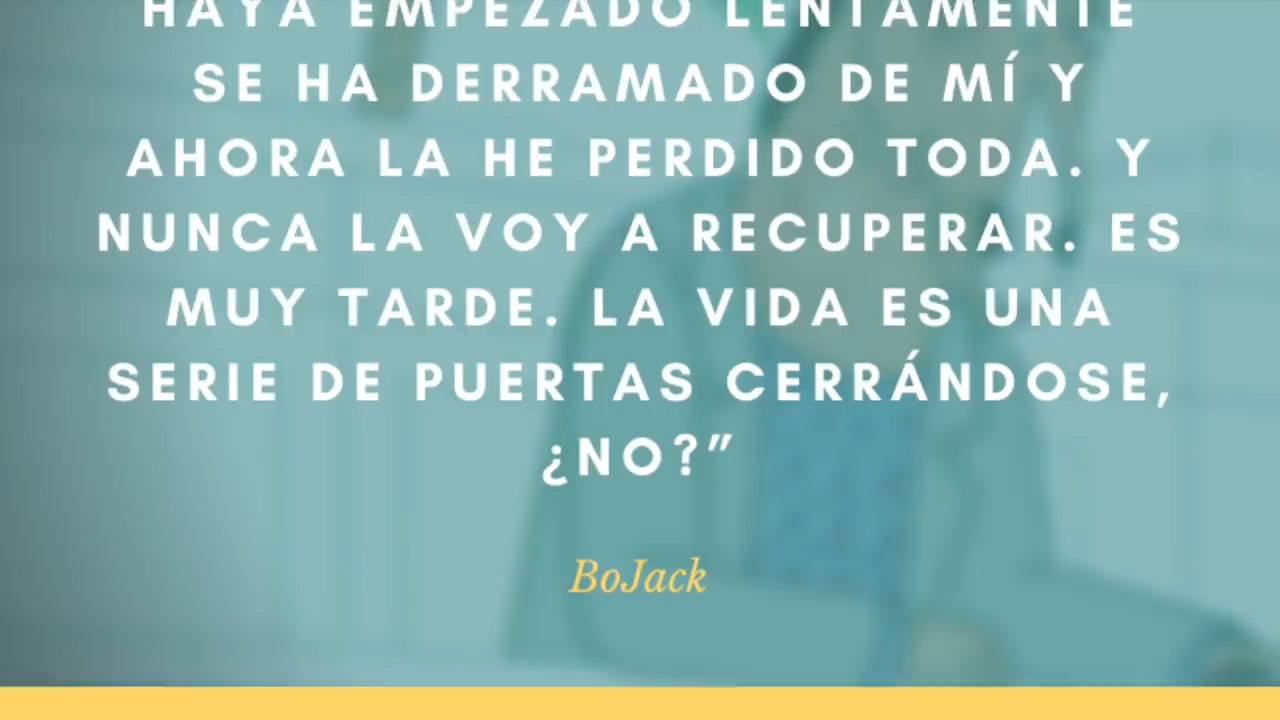 HAYA EMPEZADO LENTAMENTE
SE HA DERRAMADO DE MÍ Y
AHORA LA HE PERDIDO TODA. Y
NUNCA LA VOY A RECUPERAR. ES
MUY TARDE. LA VIDA ES UNA
SERIE DE PUERTAS CERRÁNDOSE,
¿NO?”
BoJack